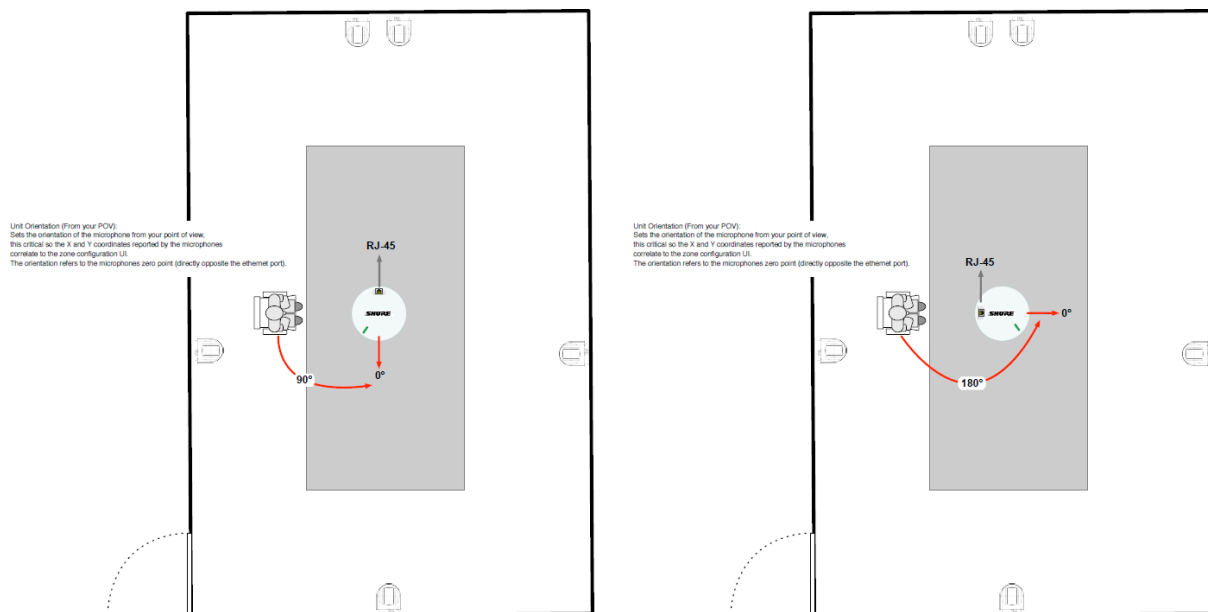 Unit Orientation (From your POV):
Sets the orientation of the microphone from your point of view,
this critical so the X and Y coordinates reported by the microphones
correlate to the zone configuration UI.
The orientation refers to the microphones zero point (directly opposite the ethernet port).
RJ-45
SHURE
0°
90°
Unit Orientation (From your POV):
Sets the orientation of the microphone from your point of view,
this critical so the X and Y coordinates reported by the microphones
correlate to the zone configuration UI.
The orientation refers to the microphones zero point (directly opposite the ethernet port).
RJ-45
SHURE
0°
180°